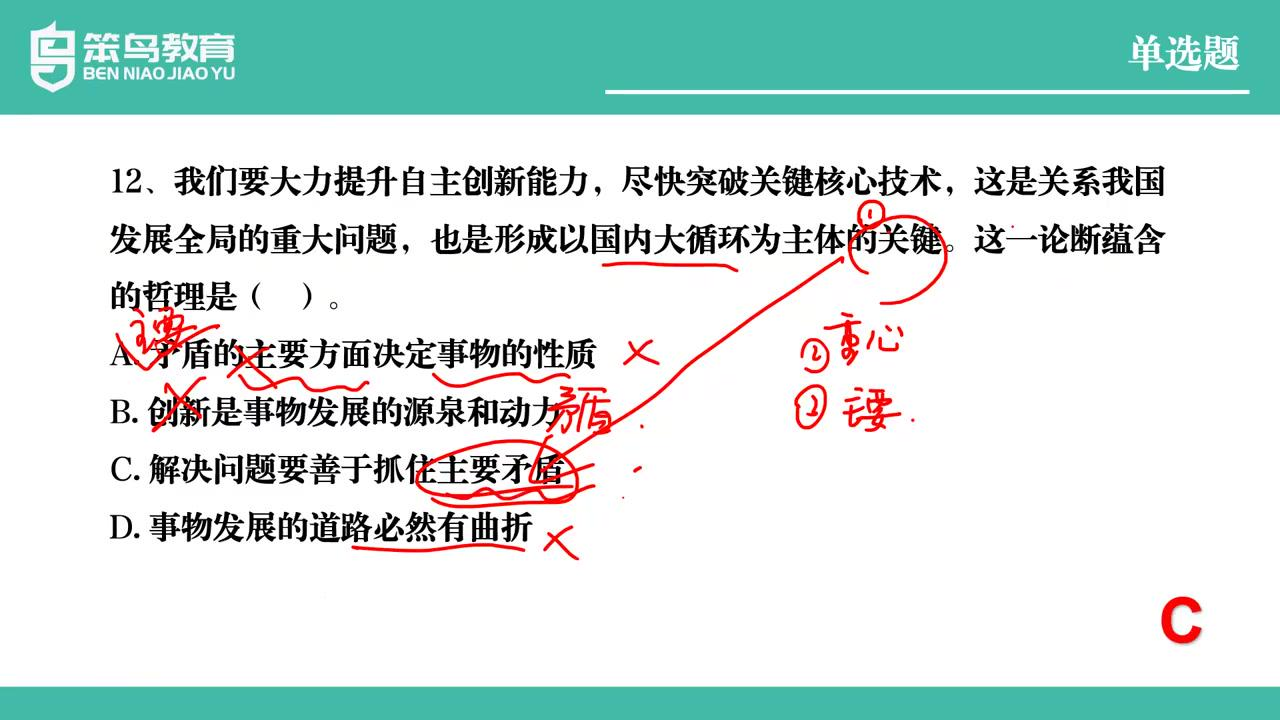 笨鸟教育
BEN NIAO JIAO YU
单选题
12、我们要大力提升自主创新能力，尽快突破关键核心技术，这是关系我国
发展全局的重大问题，也是形成以国内大循环为主体的关键。这一论断蕴含
的哲理是（ ）。
A. 矛盾的主要方面决定事物的性质
B. 创新是事物发展的源泉和动力
C. 解决问题要善于抓住主要矛盾
D. 事物发展的道路必然有曲折
①
主要
②重心
矛盾
③主要
C